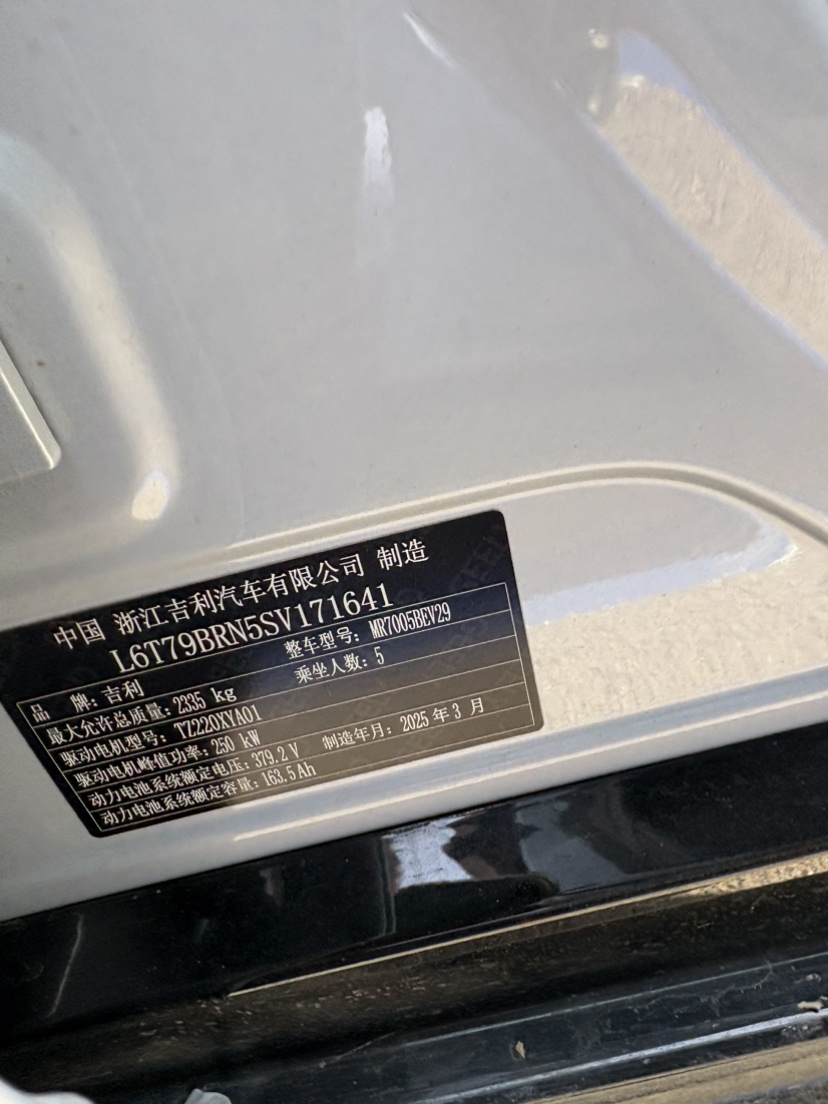 中国 浙江吉利汽车有限公司 制造
L6T79BRN5SV171641
品 牌：吉利 整车型号：MR7005BEV29
最大允许总质量：2335 kg 乘坐人数：5
驱动电机型号：YZ220XYA01
驱动电机峰值功率：250 kW
动力电池系统额定电压：379.2 V 制造年月：2025 年 3 月
动力电池系统额定容量：163.5Ah